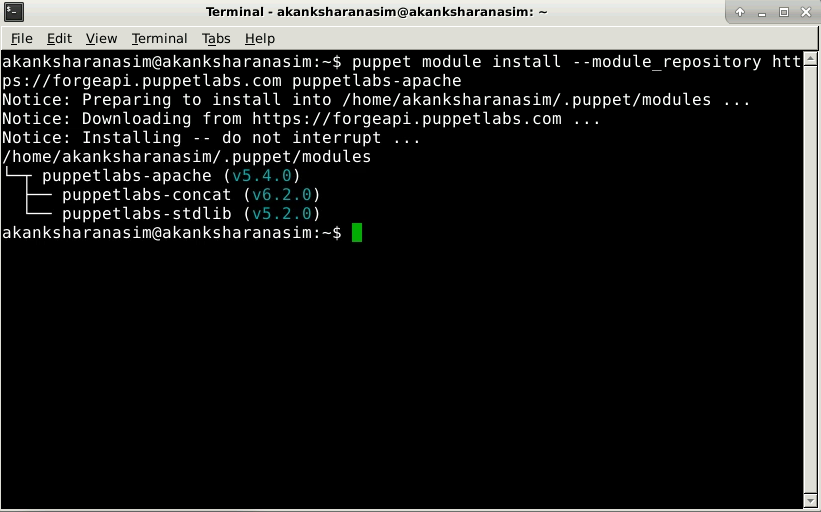 Terminal - akanksharanasim@akanksharanasim: ~
File Edit View Terminal Tabs Help
akanksharanasim@akanksharanasim:~$ puppet module install --module_repository htt
ps://forgeapi.puppetlabs.com puppetlabs-apache
Notice: Preparing to install into /home/akanksharanasim/.puppet/modules ...
Notice: Downloading from https://forgeapi.puppetlabs.com ...
Notice: Installing -- do not interrupt ...
/home/akanksharanasim/.puppet/modules
└─┬ puppetlabs-apache (v5.4.0)
  ├── puppetlabs-concat (v6.2.0)
  └── puppetlabs-stdlib (v5.2.0)
akanksharanasim@akanksharanasim:~$